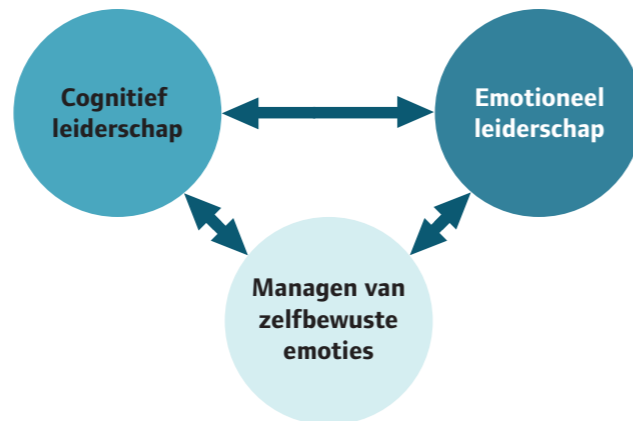 Cognitief
leiderschap
Emotioneel
leiderschap
Managen van
zelfbewuste
emoties